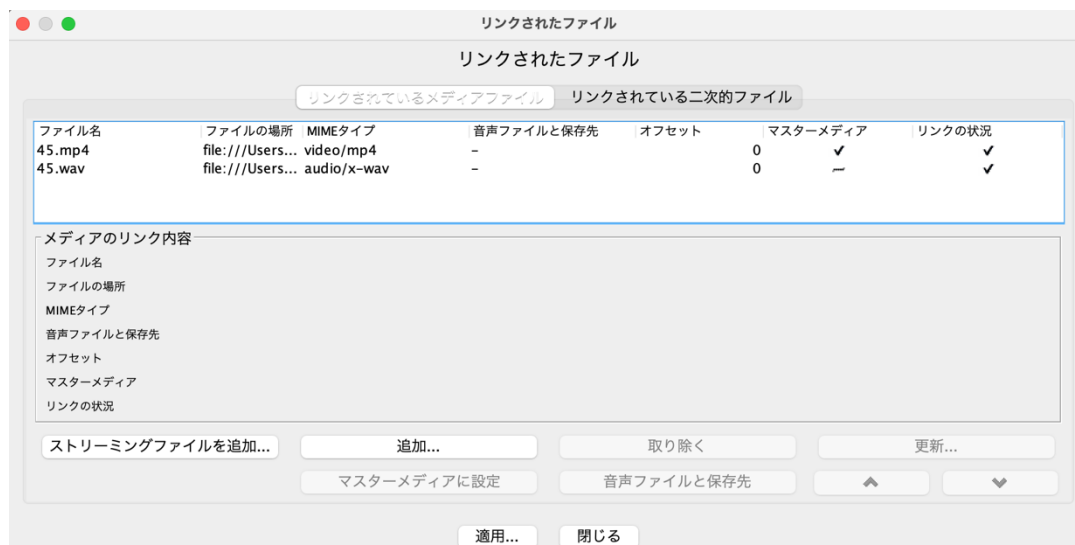 リンクされたファイル
リンクされたファイル
リンクされているメディアファイル リンクされている二次的ファイル
ファイル名 ファイルの場所 MIMEタイプ 音声ファイルと保存先 オフセット マスターメディア リンクの状況
45.mp4 file:///Users... video/mp4 – 0 ✔ ✔
45.wav file:///Users... audio/x-wav – 0 ✔
メディアのリンク内容
ファイル名
ファイルの場所
MIMEタイプ
音声ファイルと保存先
オフセット
マスターメディア
リンクの状況
ストリーミングファイルを追加... 追加... 取り除く 更新...
マスターメディアに設定 音声ファイルと保存先
適用... 閉じる